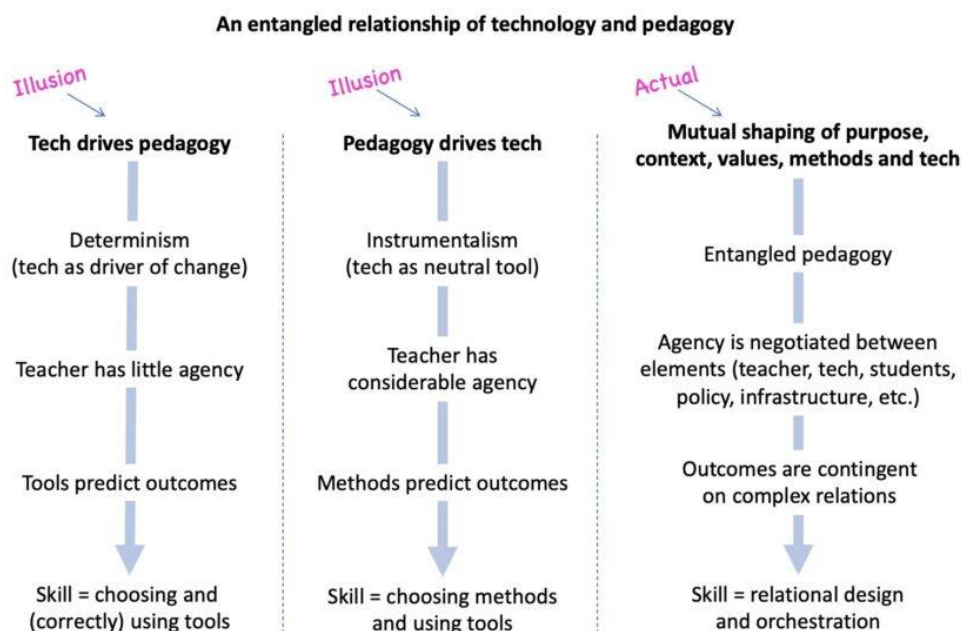 An entangled relationship of technology and pedagogy
Illusion
Tech drives pedagogy
Determinism
(tech as driver of change)
Teacher has little agency
Tools predict outcomes
Skill = choosing and
(correctly) using tools
Illusion
Pedagogy drives tech
Instrumentalism
(tech as neutral tool)
Teacher has
considerable agency
Methods predict outcomes
Skill = choosing methods
and using tools
Actual
Mutual shaping of purpose,
context, values, methods and tech
Entangled pedagogy
Agency is negotiated between
elements (teacher, tech, students,
policy, infrastructure, etc.)
Outcomes are contingent
on complex relations
Skill = relational design
and orchestration